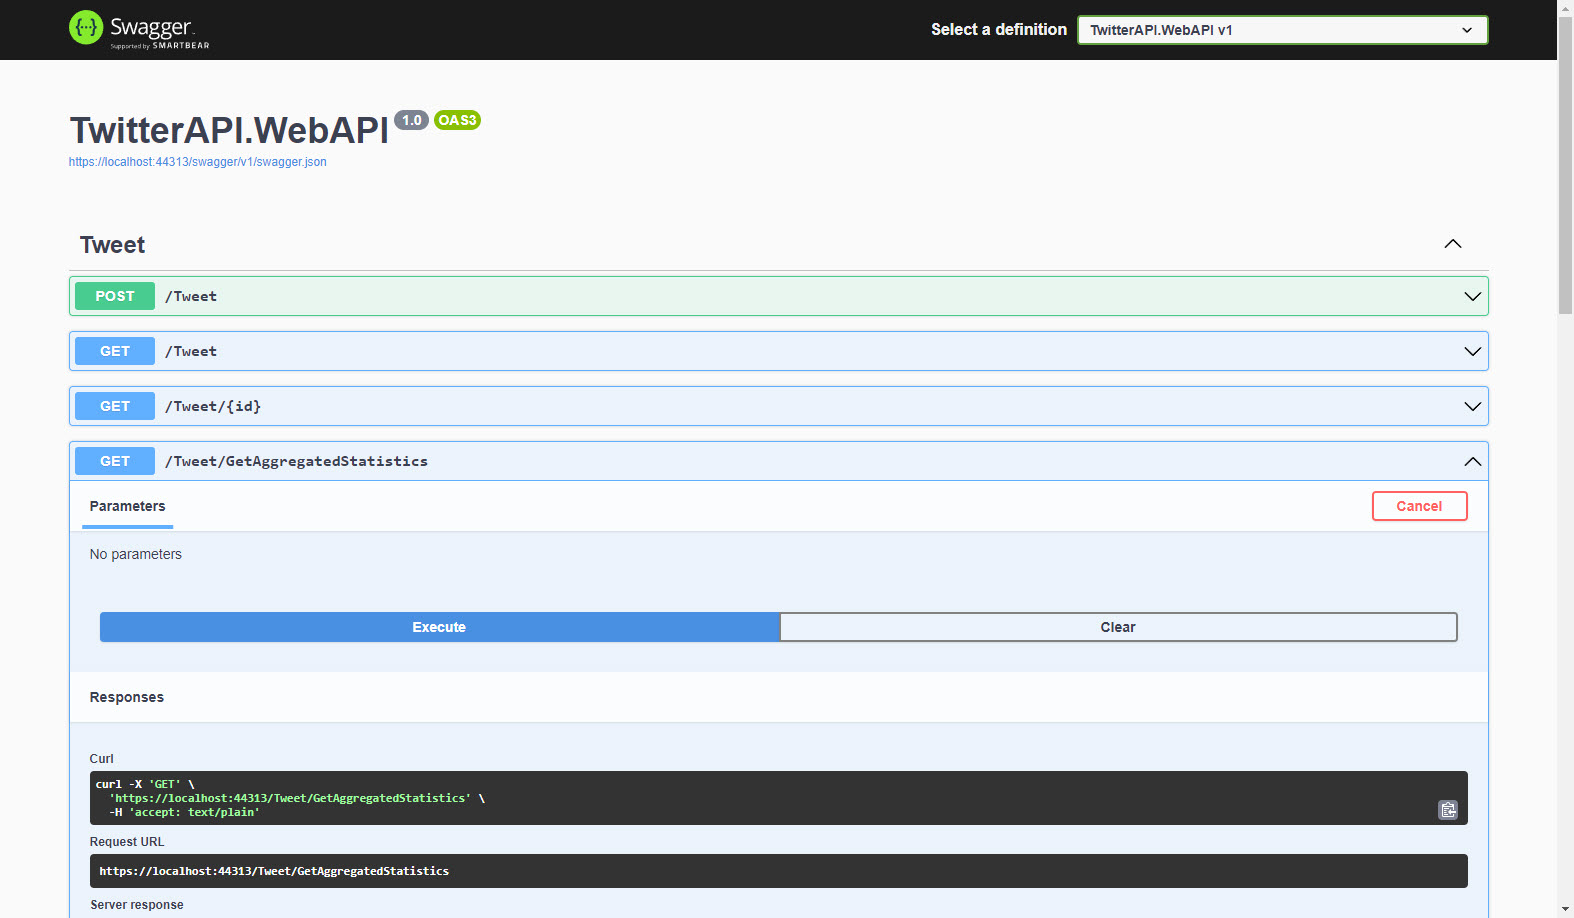 Swagger.
Supported by SMARTBEAR
Select a definition
TwitterAPI.WebAPI v1
TwitterAPI.WebAPI 1.0 OAS3
https://localhost:44313/swagger/v1/swagger.json
Tweet
POST /Tweet
GET /Tweet
GET /Tweet/{id}
GET /Tweet/GetAggregatedStatistics
Parameters
Cancel
No parameters
Execute
Clear
Responses
Curl
curl -X 'GET' \
'https://localhost:44313/Tweet/GetAggregatedStatistics' \
-H 'accept: text/plain'
Request URL
https://localhost:44313/Tweet/GetAggregatedStatistics
Server response